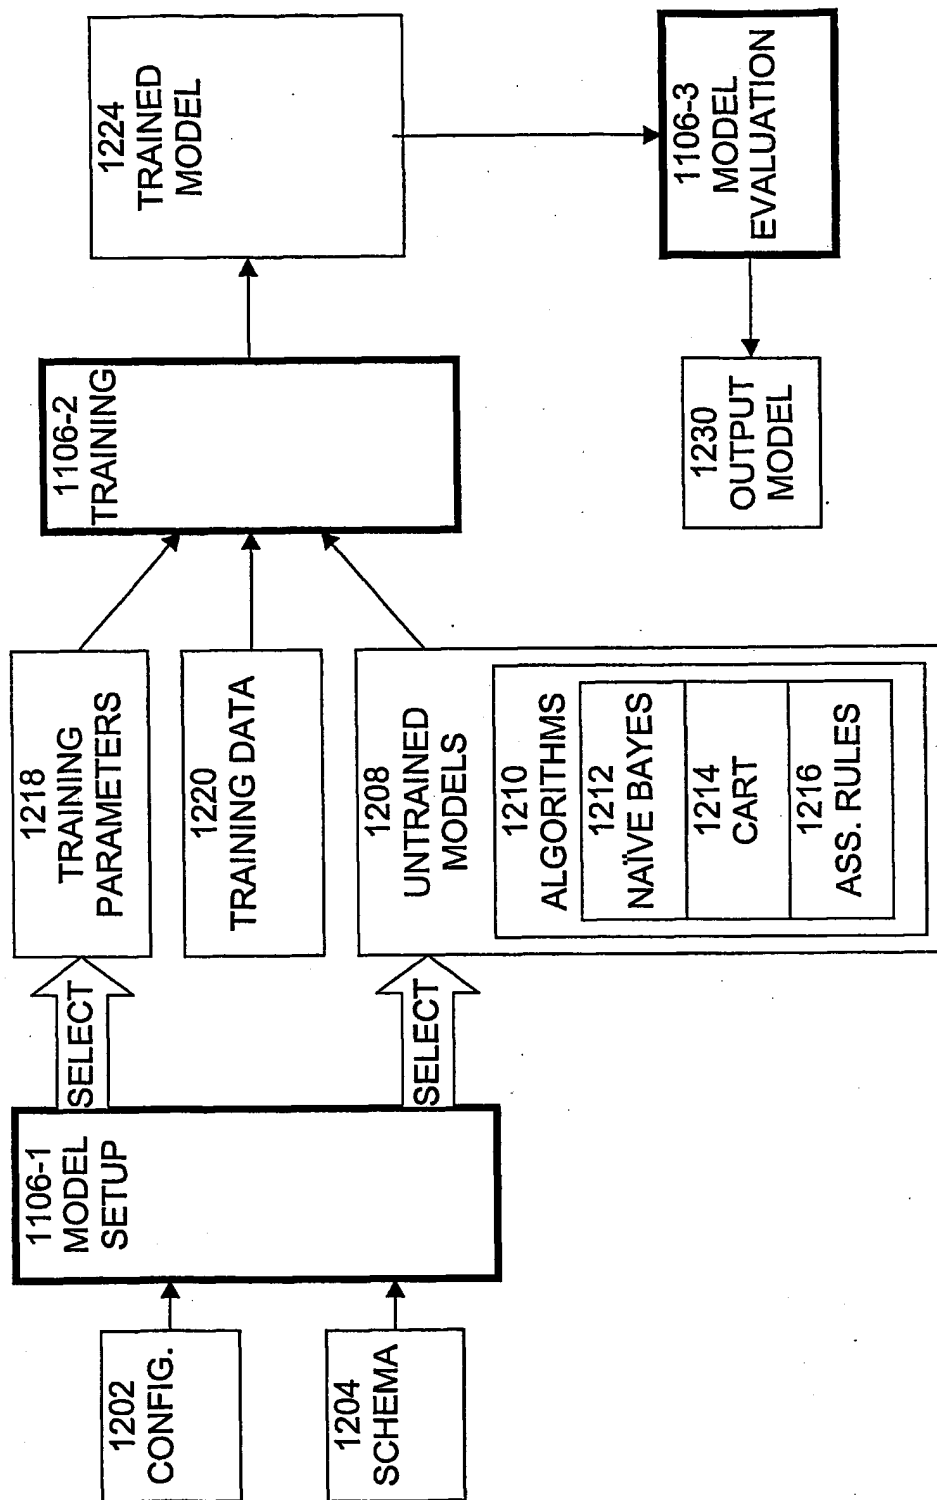 1202
CONFIG.
1204
SCHEMA
1106-1
MODEL
SETUP
SELECT
SELECT
1218
TRAINING
PARAMETERS
1220
TRAINING DATA
1208
UNTRAINED
MODELS
1210
ALGORITHMS
1212
NAÏVE BAYES
1214
CART
1216
ASS. RULES
1106-2
TRAINING
1224
TRAINED
MODEL
1106-3
MODEL
EVALUATION
1230
OUTPUT
MODEL